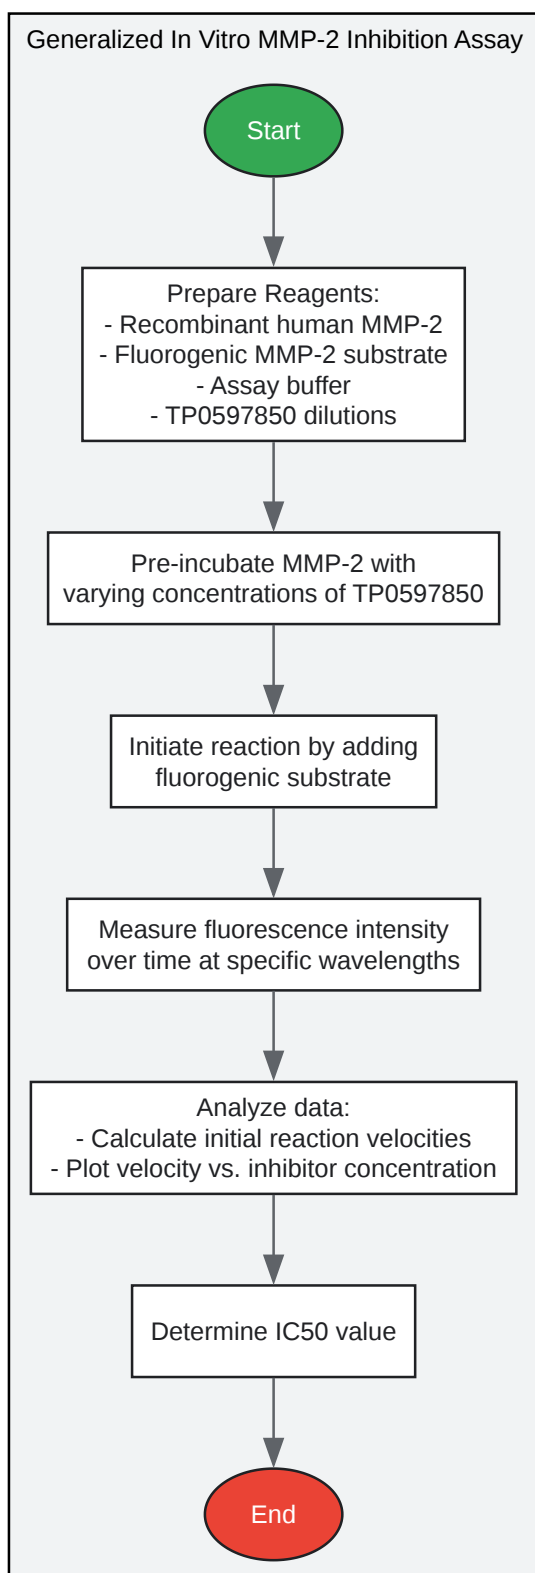 Generalized In Vitro MMP-2 Inhibition Assay
Start
Prepare Reagents:
- Recombinant human MMP-2
- Fluorogenic MMP-2 substrate
- Assay buffer
- TP0597850 dilutions
Pre-incubate MMP-2 with
varying concentrations of TP0597850
Initiate reaction by adding
fluorogenic substrate
Measure fluorescence intensity
over time at specific wavelengths
Analyze data:
- Calculate initial reaction velocities
- Plot velocity vs. inhibitor concentration
Determine IC50 value
End